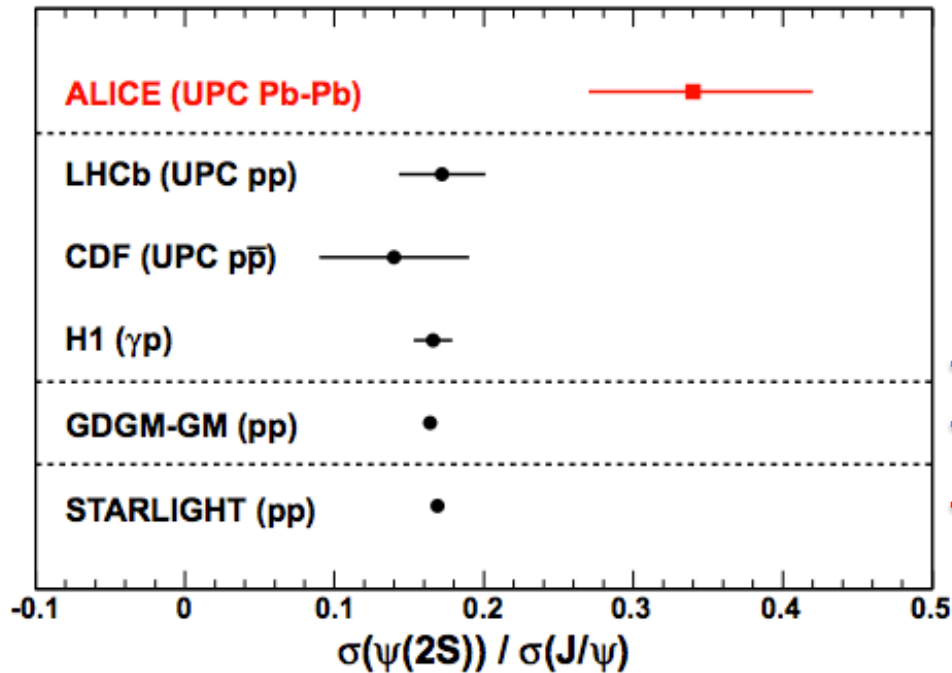 ALICE (UPC Pb-Pb)
LHCb (UPC pp)
CDF (UPC pp̅)
H1 (γp)
GDGM-GM (pp)
STARLIGHT (pp)
-0.1 0 0.1 0.2 0.3 0.4 0.5
σ(ψ(2S)) / σ(J/ψ)